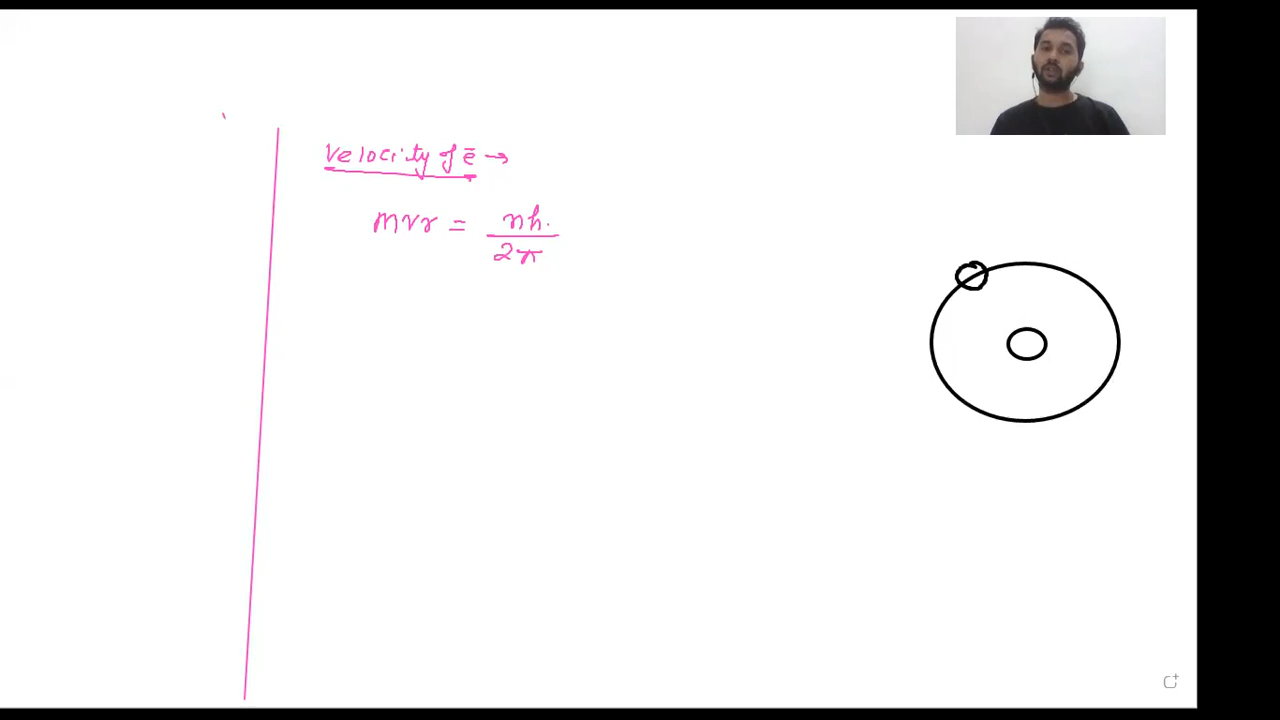 Velocity of ē →
mvr = nh
2π